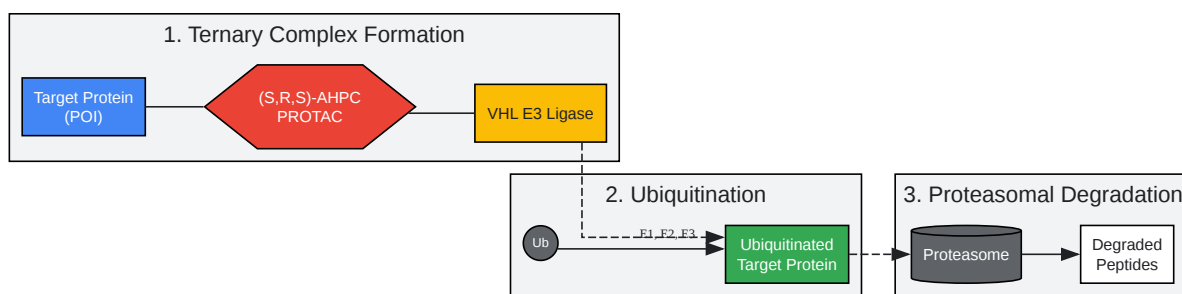 1. Ternary Complex Formation
Target Protein
(POI)
(S,R,S)-AHPC
PROTAC
VHL E3 Ligase
2. Ubiquitination
Ub
E1, E2, E3
Ubiquitinated
Target Protein
3. Proteasomal Degradation
Proteasome
Degraded
Peptides